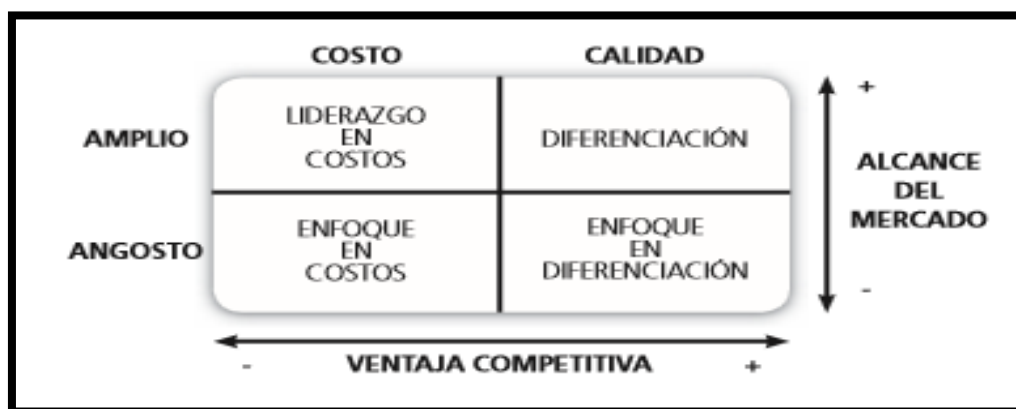 COSTO
CALIDAD
AMPLIO
LIDERAZGO
EN
COSTOS
DIFERENCIACIÓN
+
ALCANCE
DEL
MERCADO
ANGOSTO
ENFOQUE
EN
COSTOS
ENFOQUE
EN
DIFERENCIACIÓN
-
- VENTAJA COMPETITIVA +